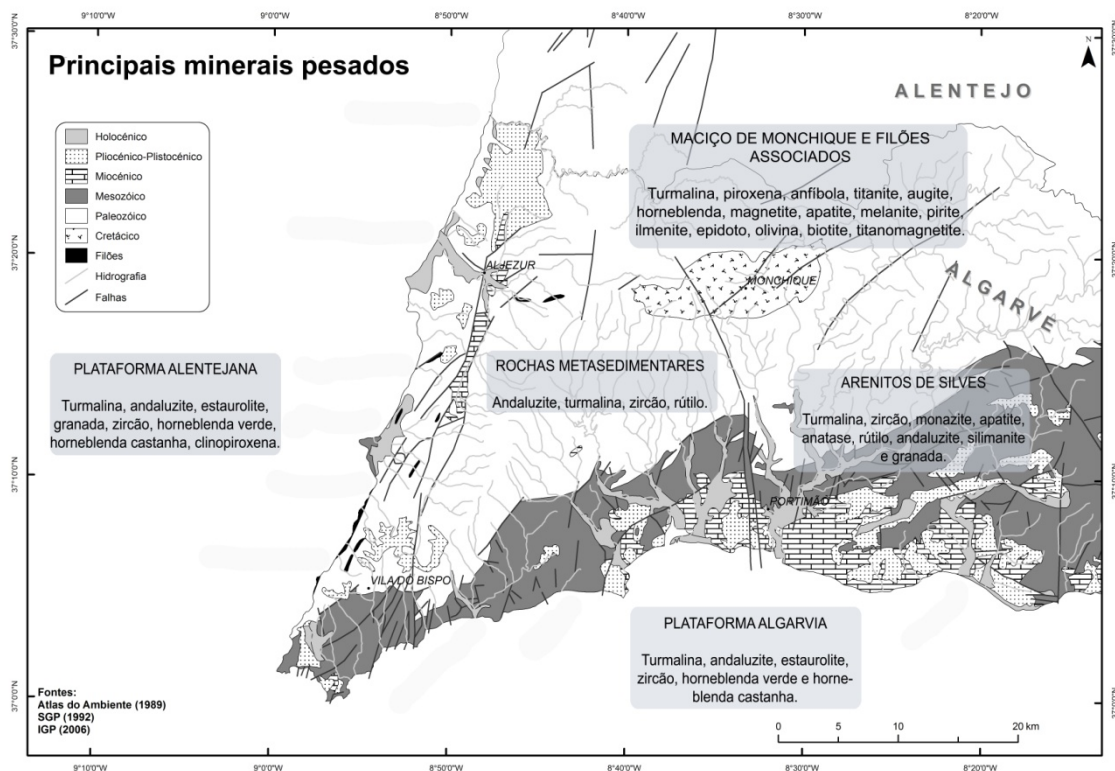 9°10'0"W
9°0'0"W
8°50'0"W
8°40'0"W
8°30'0"W
8°20'0"W
37°30'0"N
N
Principais minerais pesados
ALENTEJO
Holocénico
Pliocénico-Plistocénico
Miocénico
Mesozóico
Paleozóico
Cretácico
Filões
Hidrografia
Falhas
MACIÇO DE MONCHIQUE E FILÕES
ASSOCIADOS
Turmalina, piroxena, anfíbola, titanite, augite,
horneblenda, magnetite, apatite, melanite, pirite,
ilmenite, epidoto, olivina, biotite, titanomagnetite.
37°20'0"N
ALJEZUR
MONCHIQUE
ALGARVE
PLATAFORMA ALENTEJANA
Turmalina, andaluzite, estaurolite,
granada, zircão, horneblenda verde,
horneblenda castanha, clinopiroxena.
ROCHAS METASEDIMENTARES
Andaluzite, turmalina, zircão, rútilo.
ARENITOS DE SILVES
Turmalina, zircão, monazite, apatite,
anatase, rútilo, andaluzite, silimanite
e granada.
37°10'0"N
PORTIMÃO
VILA DO BISPO
PLATAFORMA ALGARVIA
Turmalina, andaluzite, estaurolite,
zircão, horneblenda verde e horne-
blenda castanha.
37°0'0"N
Fontes:
Atlas do Ambiente (1989)
SGP (1992)
IGP (2006)
0 5 10 20 km
9°10'0"W
9°0'0"W
8°50'0"W
8°40'0"W
8°30'0"W
8°20'0"W